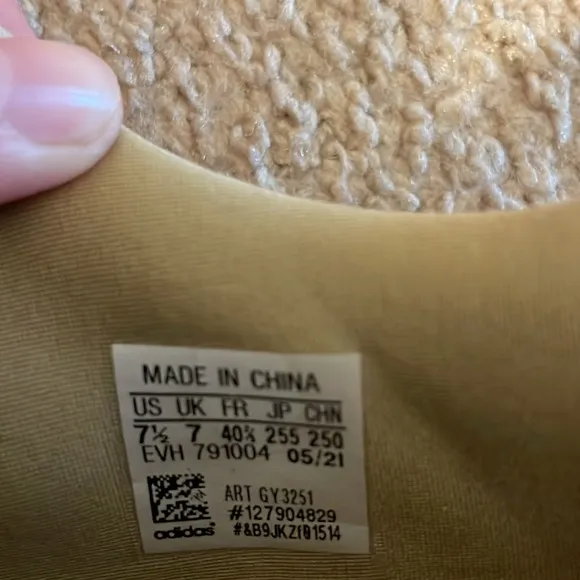 MADE IN CHINA
US UK FR JP CHN
7½ 7 40⅔ 255 250
EVH 791004 05/21
ART GY3251
#127904829
adidas #&B9JKZf01514